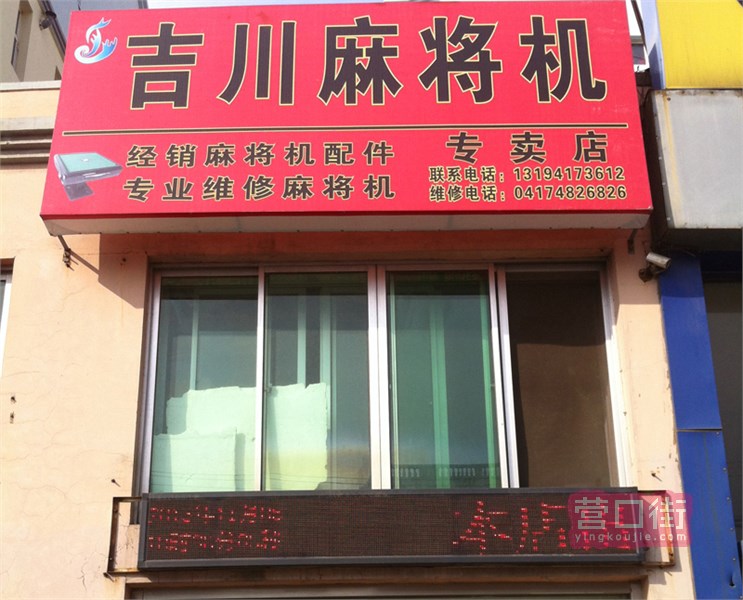 吉川麻将机
经销麻将机配件 专卖店
专业维修麻将机
联系电话：13194173612
维修电话：04174826826
本店
营口街
yingkoujie.com